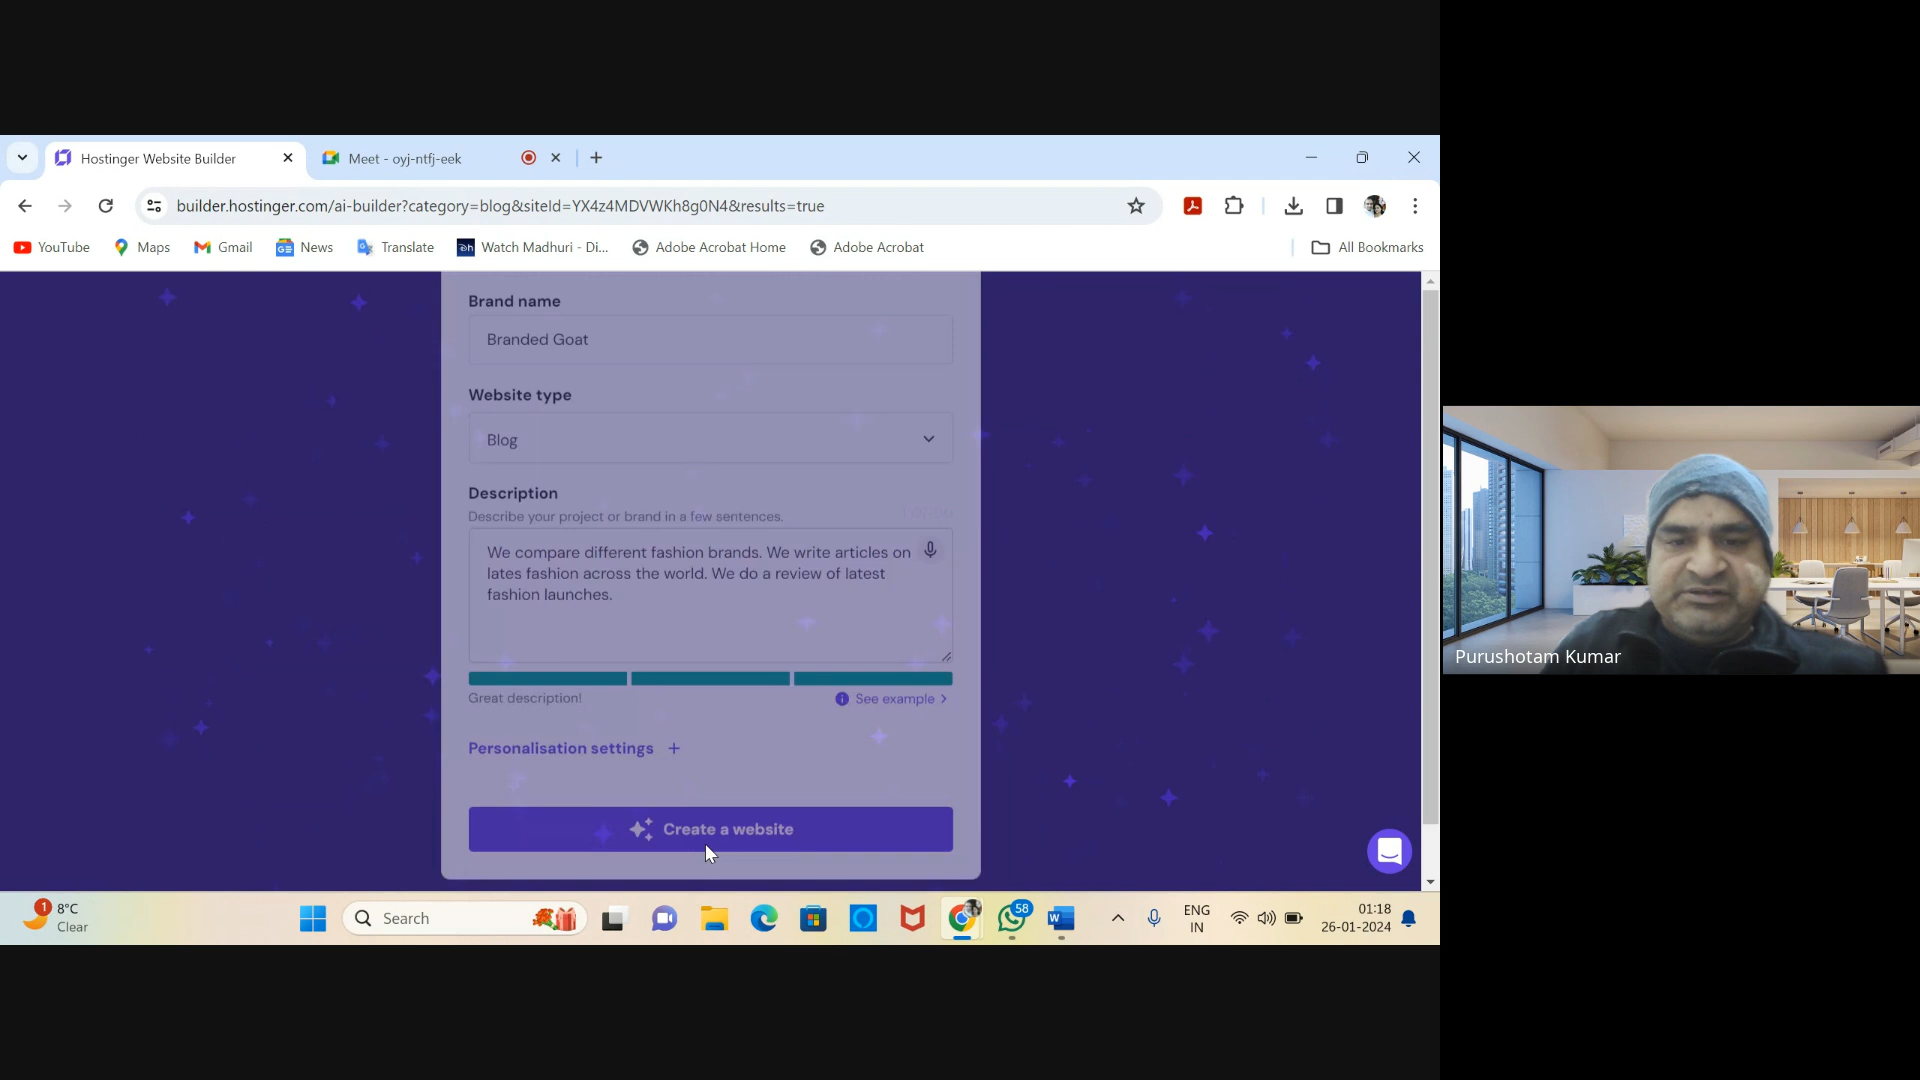 Hostinger Website Builder
Meet - oyj-ntfj-eek
builder.hostinger.com/ai-builder?category=blog&siteId=YX4z4MDVWKh8g0N4&results=true
YouTube
Maps
Gmail
News
Translate
Watch Madhuri - Di...
Adobe Acrobat Home
Adobe Acrobat
All Bookmarks
Brand name
Branded Goat
Website type
Blog
Description
Describe your project or brand in a few sentences.
We compare different fashion brands. We write articles on
lates fashion across the world. We do a review of latest
fashion launches.
Great description!
See example
Personalisation settings +
Create a website
Purushotam Kumar
1
8°C
Clear
Search
58
W
ENG
IN
01:18
26-01-2024